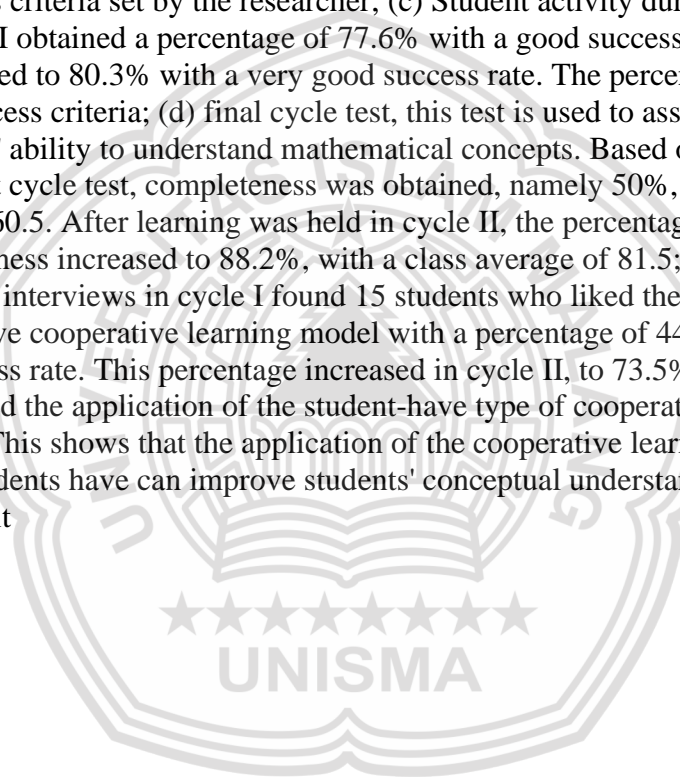 criteria set by the researcher; (c) Student activity du
I obtained a percentage of 77.6% with a good success
ed to 80.3% with a very good success rate. The perce
cess criteria; (d) final cycle test, this test is used to ass
ability to understand mathematical concepts. Based o
cycle test, completeness was obtained, namely 50%,
60.5. After learning was held in cycle II, the percentag
ness increased to 88.2%, with a class average of 81.5;
interviews in cycle I found 15 students who liked the
ve cooperative learning model with a percentage of 44
ss rate. This percentage increased in cycle II, to 73.5%
d the application of the student-have type of cooperat
This shows that the application of the cooperative lear
dents have can improve students' conceptual understa
t
UNIVERSITAS ISLAM MALANG
UNISMA